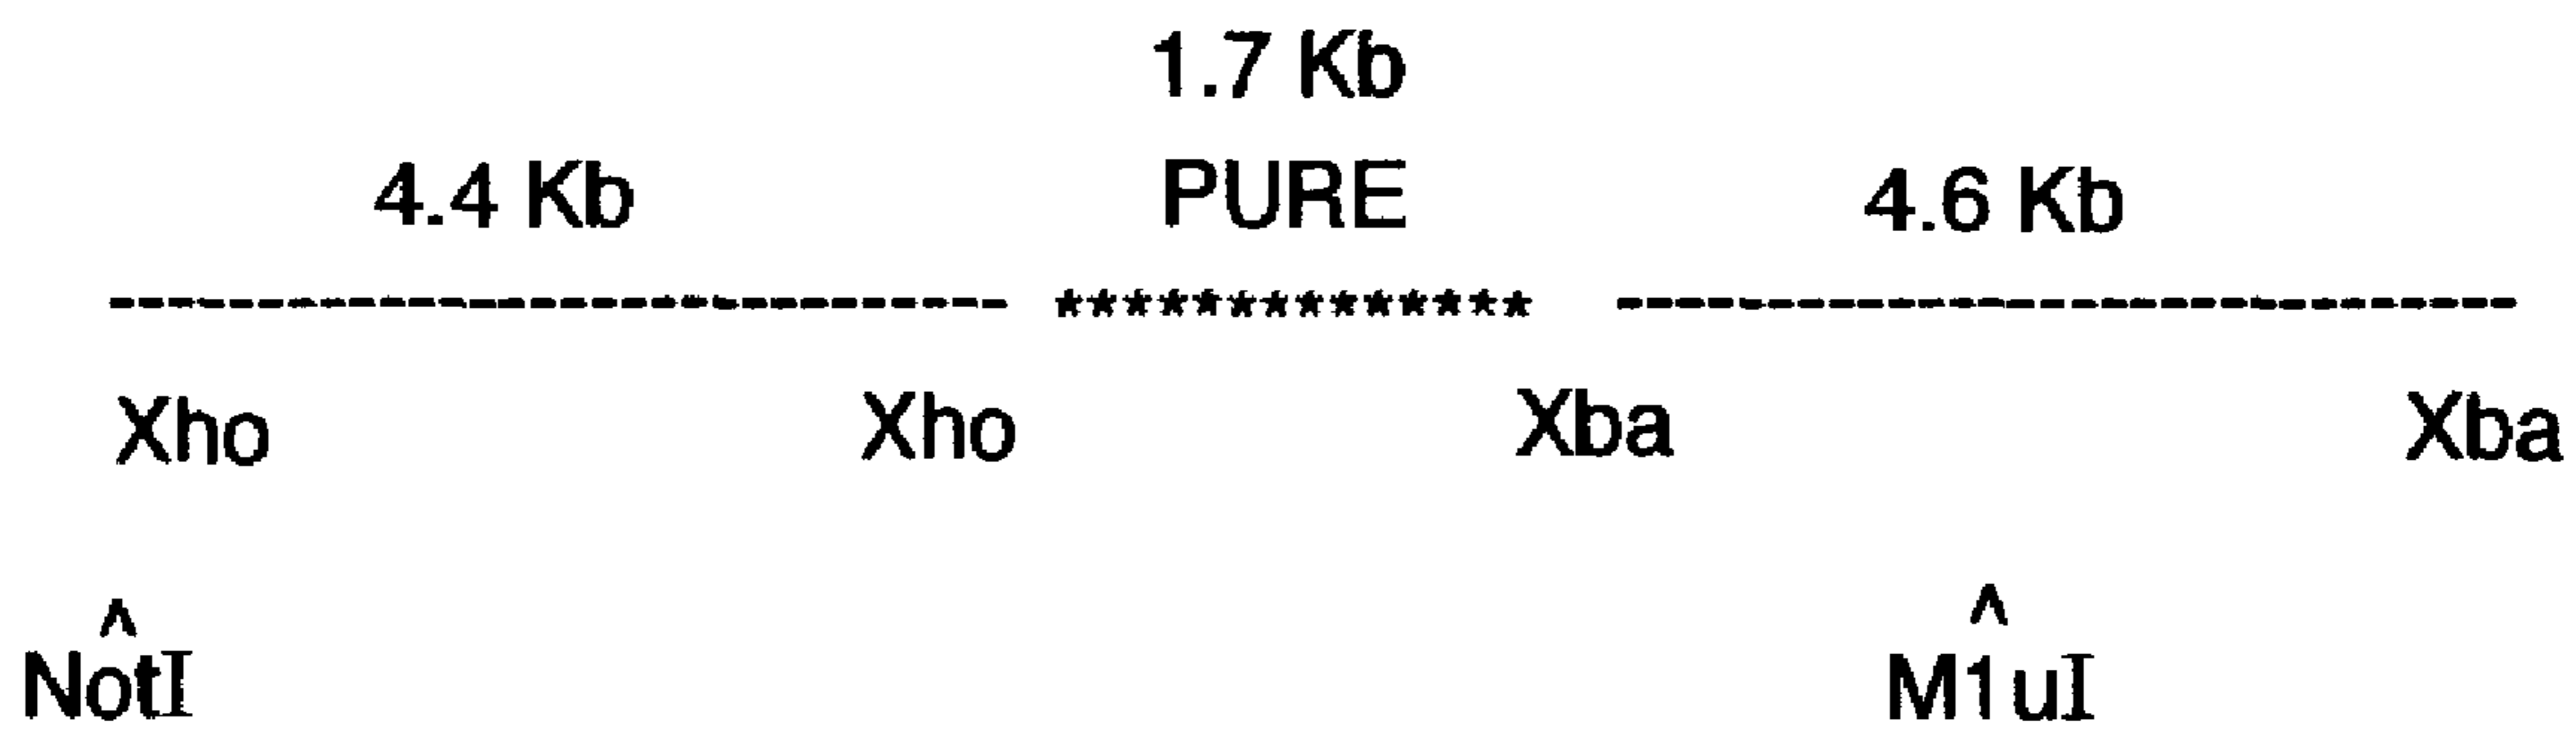 1.7 Kb
4.4 Kb PURE 4.6 Kb
------------------------------- ************** -------------------------------
Xho Xho Xba Xba
^ ^
NotI M1uI